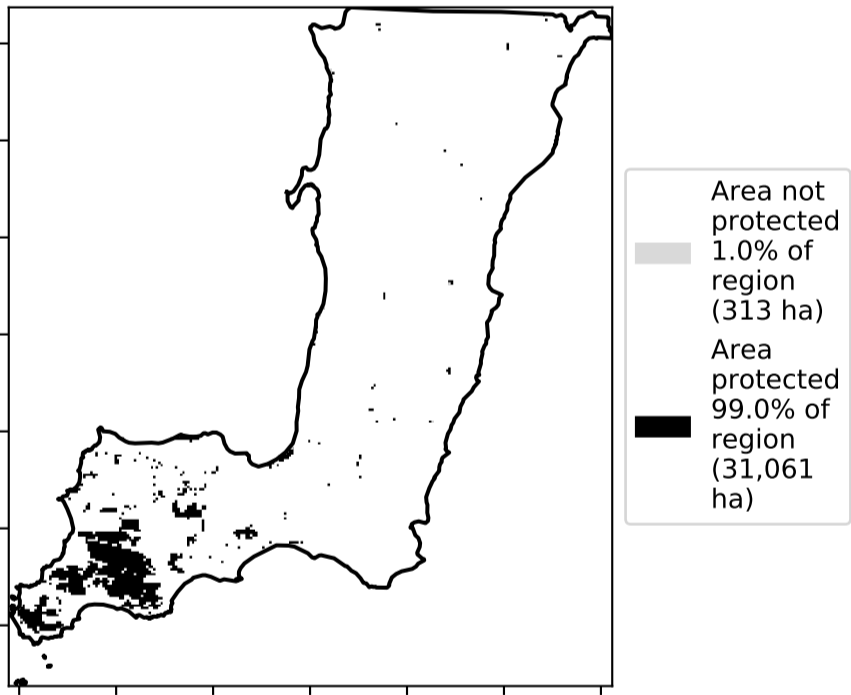 Area not
protected
1.0% of
region
(313 ha)
Area
protected
99.0% of
region
(31,061
ha)